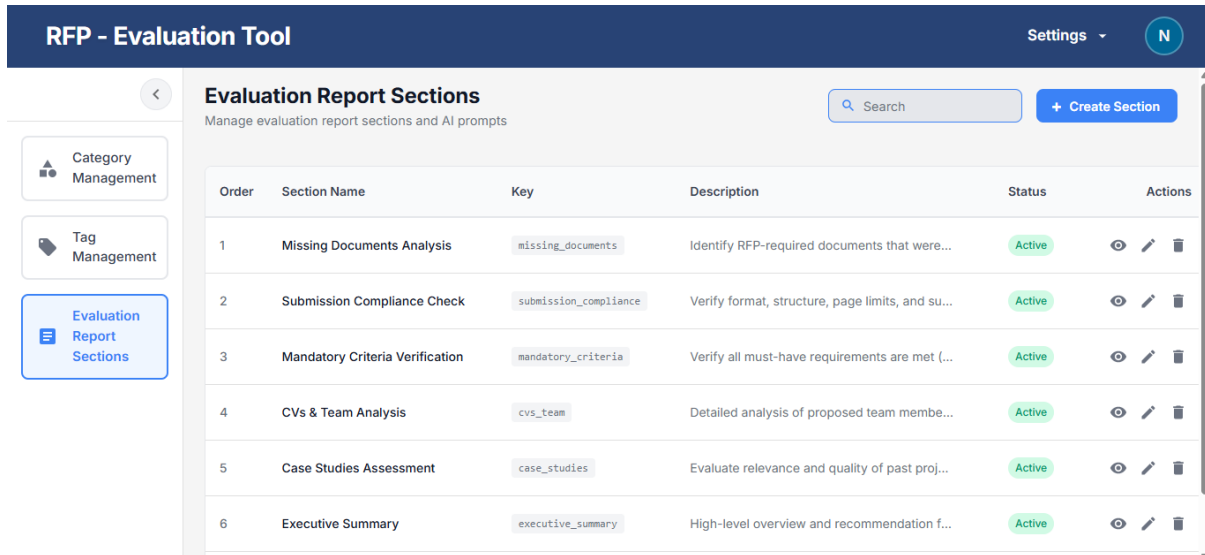 RFP - Evaluation Tool
Settings
N
Evaluation Report Sections
Manage evaluation report sections and AI prompts
Search
+ Create Section
Category
Management
Tag
Management
Evaluation
Report
Sections
Order Section Name Key Description Status Actions
1 Missing Documents Analysis missing_documents Identify RFP-required documents that were... Active
2 Submission Compliance Check submission_compliance Verify format, structure, page limits, and su... Active
3 Mandatory Criteria Verification mandatory_criteria Verify all must-have requirements are met (... Active
4 CVs & Team Analysis cvs_team Detailed analysis of proposed team membe... Active
5 Case Studies Assessment case_studies Evaluate relevance and quality of past proj... Active
6 Executive Summary executive_summary High-level overview and recommendation f... Active